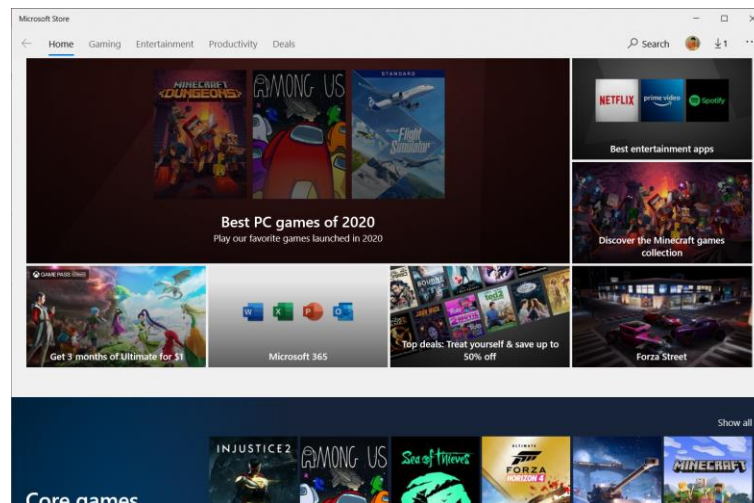 Microsoft Store
Home Gaming Entertainment Productivity Deals Search 1
MINECRAFT
DUNGEONS
AMONG US
STANDARD
Flight
Simulator
Best PC games of 2020
Play our favorite games launched in 2020
NETFLIX prime video Spotify
Best entertainment apps
Discover the Minecraft games
collection
GAME PASS
Get 3 months of Ultimate for $1
W X P O
Microsoft 365
BOURNE
ted2
Top deals: Treat yourself & save up to
50% off
Forza Street
Show all
Core games
INJUSTICE 2
AMONG US
Sea of Thieves
ULTIMATE
FORZA
HORIZON 4
MINECRAFT